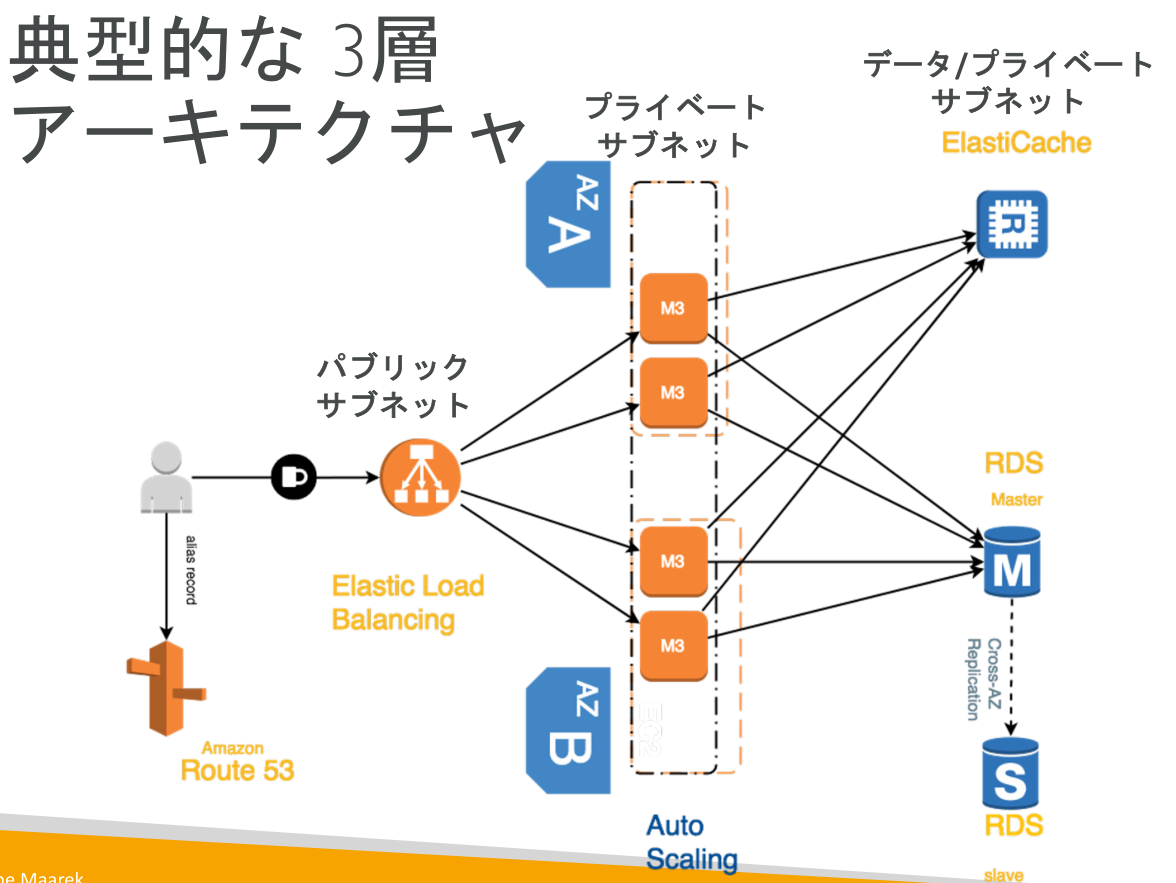 典型的な 3層
アーキテクチャ
データ/プライベート
サブネット
ElastiCache
プライベート
サブネット
AZ
A
R
M3
M3
パブリック
サブネット
RDS
Master
M
alias record
Elastic Load
Balancing
M3
M3
Cross-AZ
Replication
AZ
B
EC2
Amazon
Route 53
S
RDS
slave
Auto
Scaling
Maarek